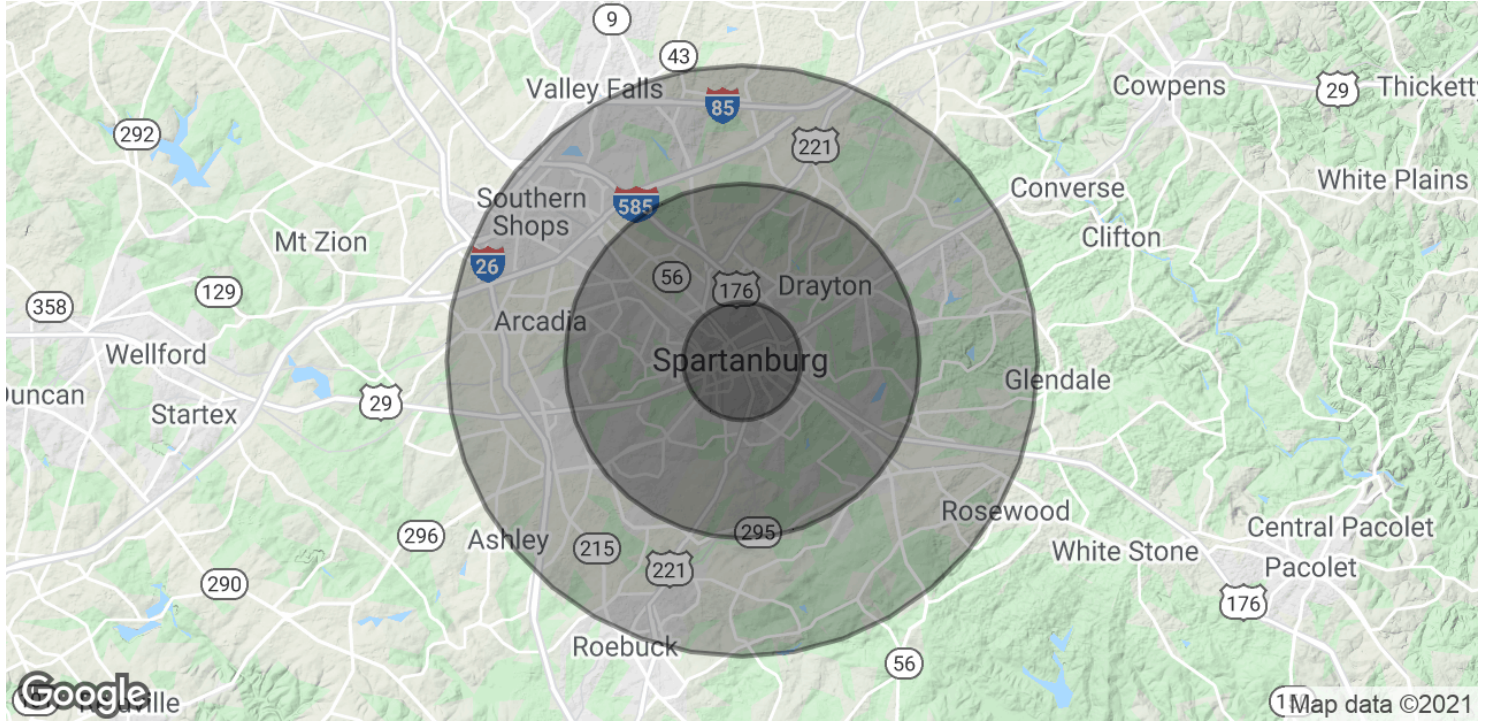 9
43
Valley Falls
85
Cowpens
29
Thicketty
292
221
Southern
Shops
585
Converse
White Plains
Mt Zion
Clifton
26
56
176
Drayton
129
358
Arcadia
Wellford
Spartanburg
Glendale
Duncan
29
Startex
Rosewood
Central Pacolet
295
296
Ashley
215
White Stone
221
Pacolet
290
176
Roebuck
56
Google
Map data ©2021